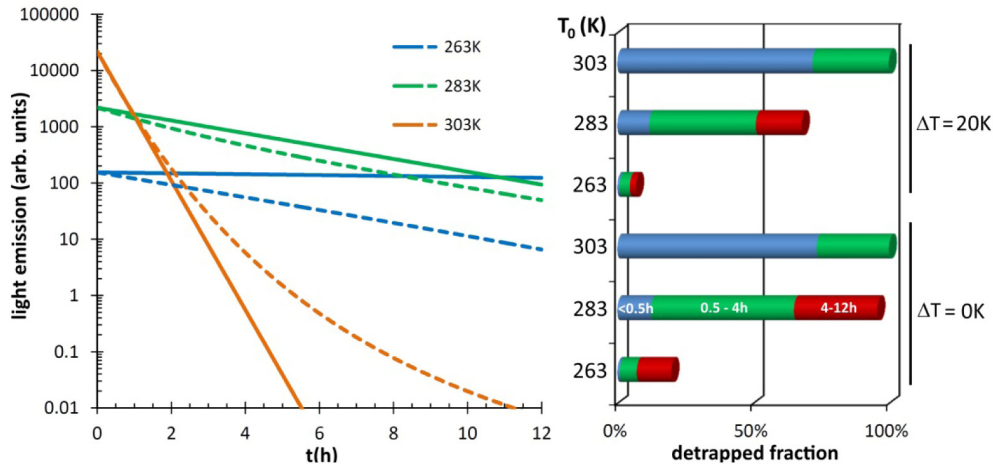 100000
10000
1000
100
10
1
0.1
0.01
light emission (arb. units)
0 2 4 6 8 10 12
t(h)
263K
283K
303K
T0 (K)
303
283
263
ΔT = 20K
303
283
<0.5h 0.5 - 4h 4-12h
263
ΔT = 0K
0% 50% 100%
detrapped fraction